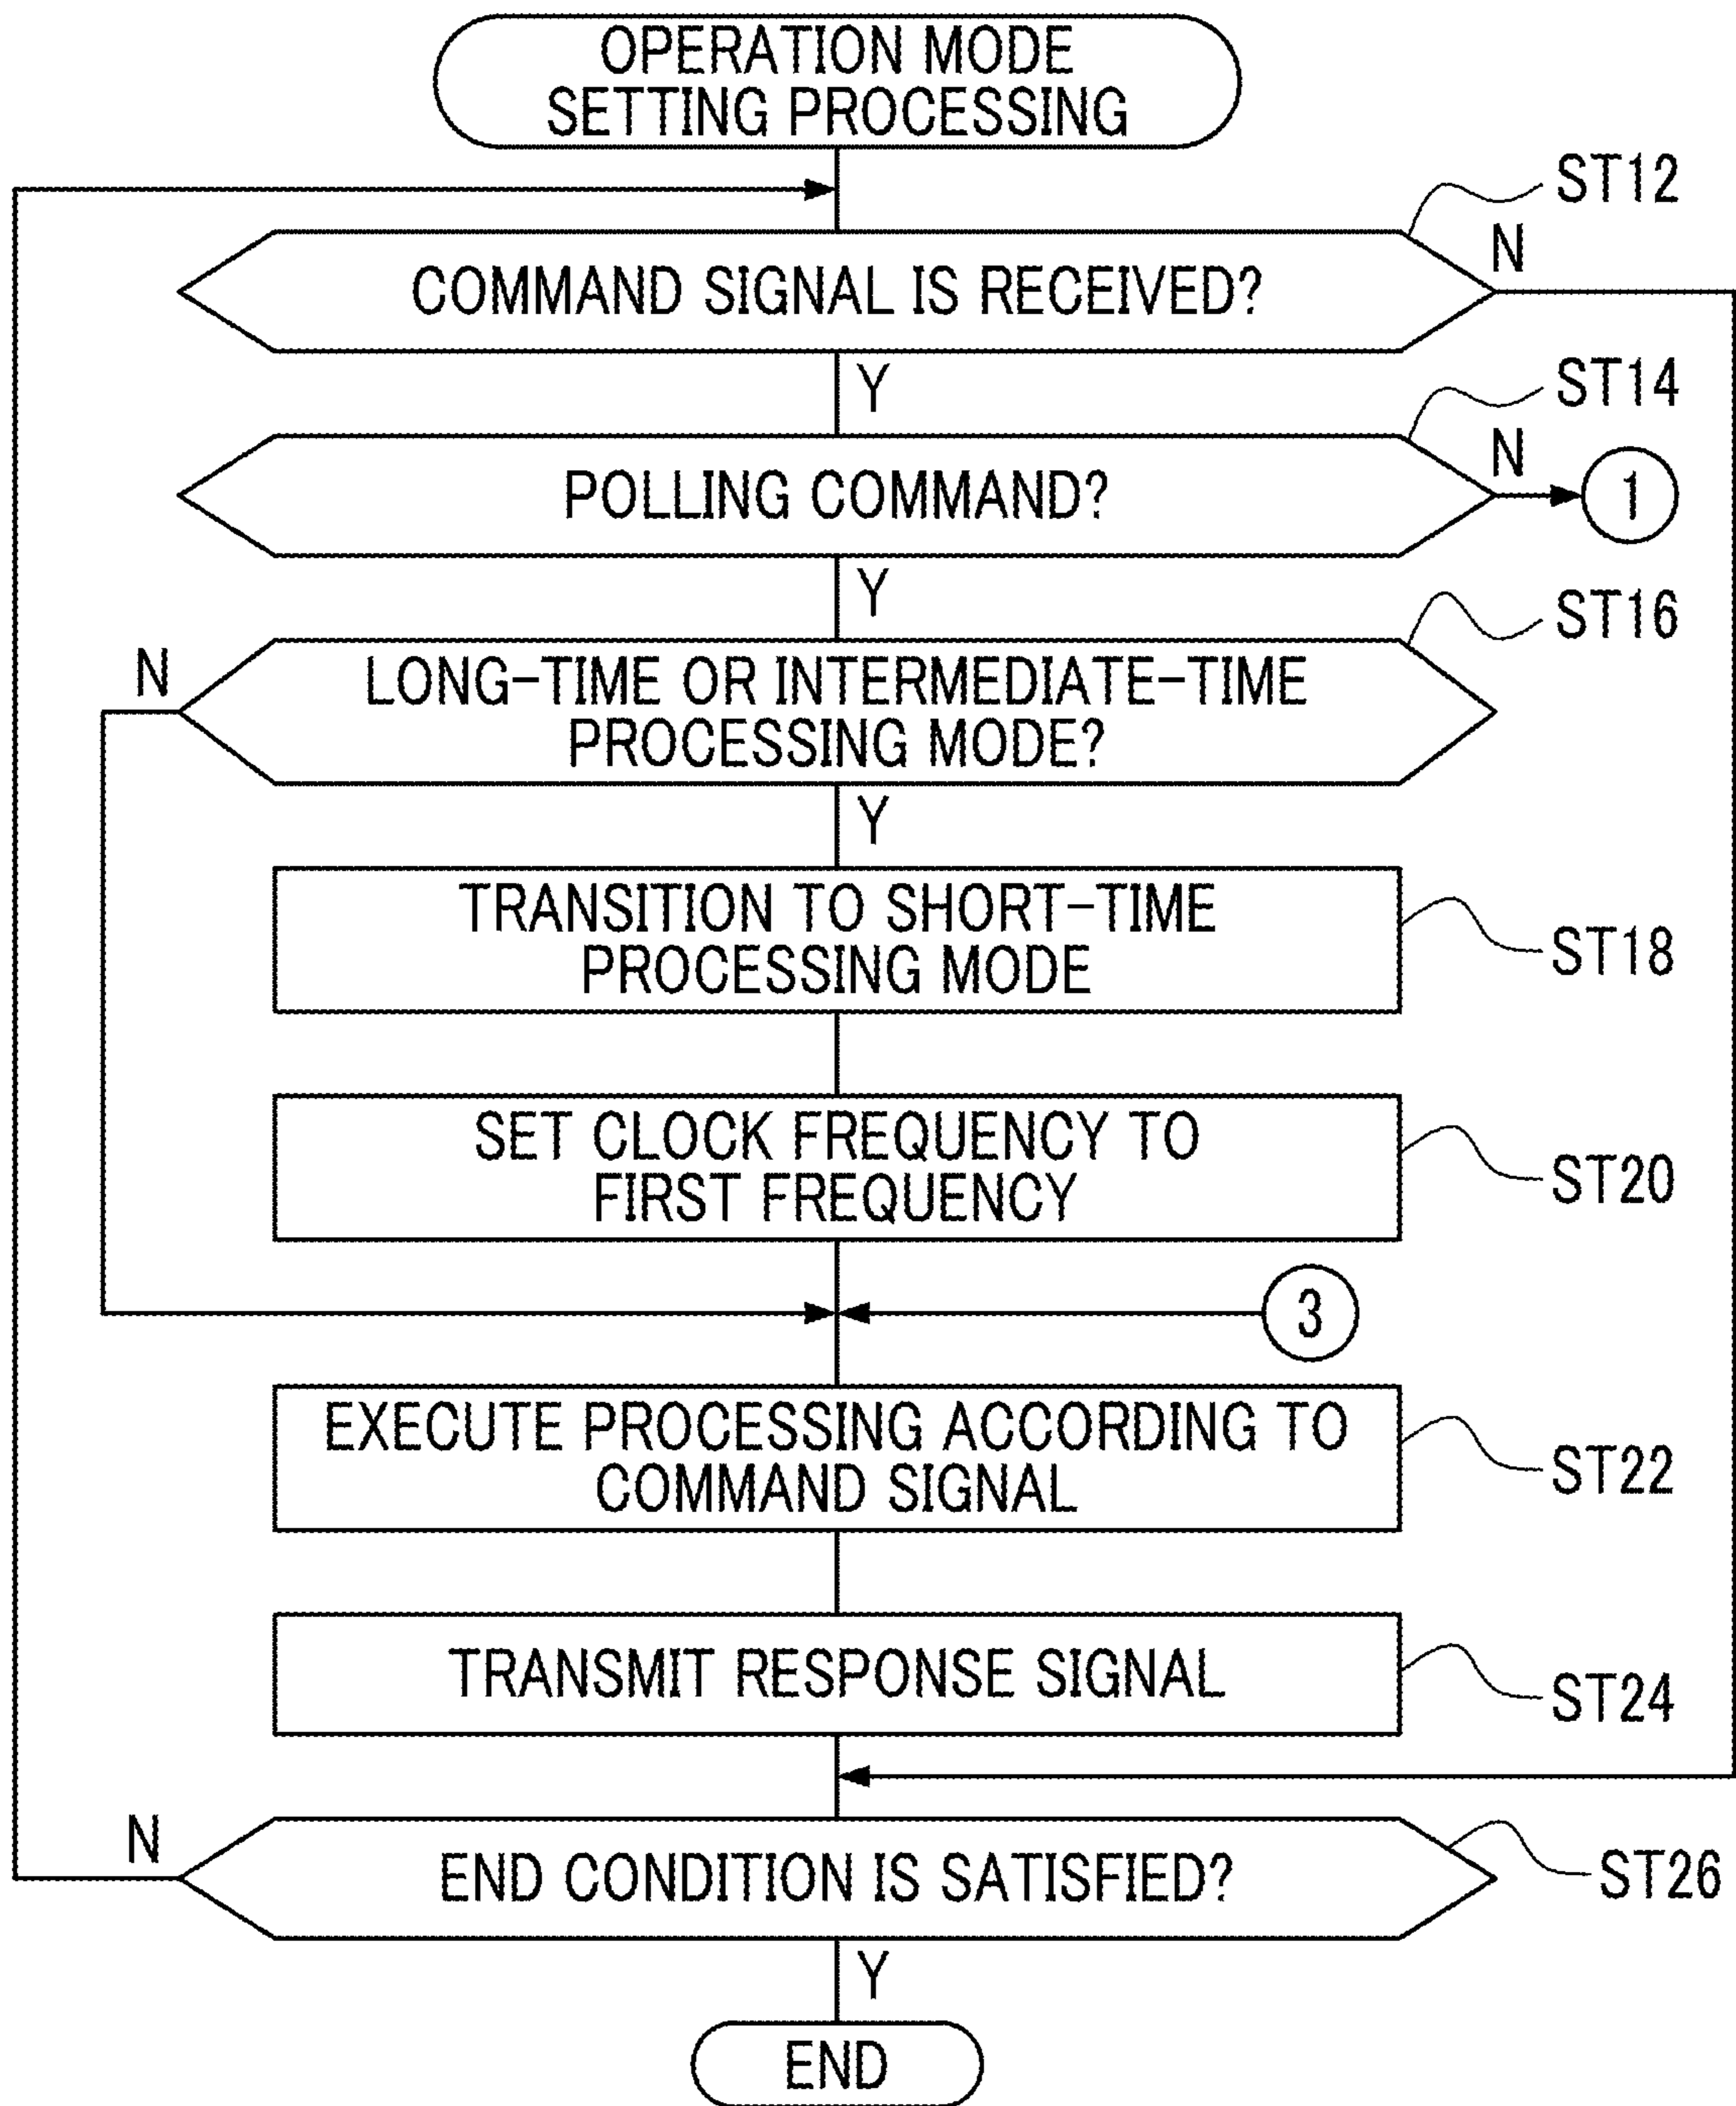 OPERATION MODE
SETTING PROCESSING
ST12
COMMAND SIGNAL IS RECEIVED?
N
Y
ST14
POLLING COMMAND?
N
1
Y
ST16
N
LONG-TIME OR INTERMEDIATE-TIME
PROCESSING MODE?
Y
TRANSITION TO SHORT-TIME
PROCESSING MODE
ST18
SET CLOCK FREQUENCY TO
FIRST FREQUENCY
ST20
3
EXECUTE PROCESSING ACCORDING TO
COMMAND SIGNAL
ST22
TRANSMIT RESPONSE SIGNAL
ST24
N
END CONDITION IS SATISFIED?
ST26
Y
END